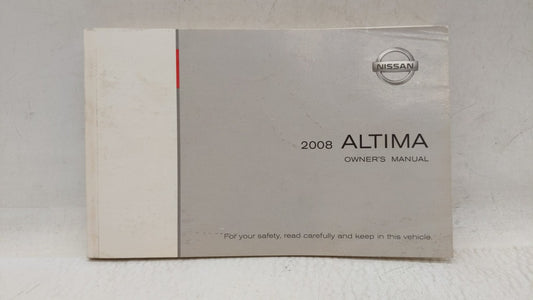 NISSAN
2008 ALTIMA
OWNER'S MANUAL
For your safety, read carefully and keep in this vehicle.